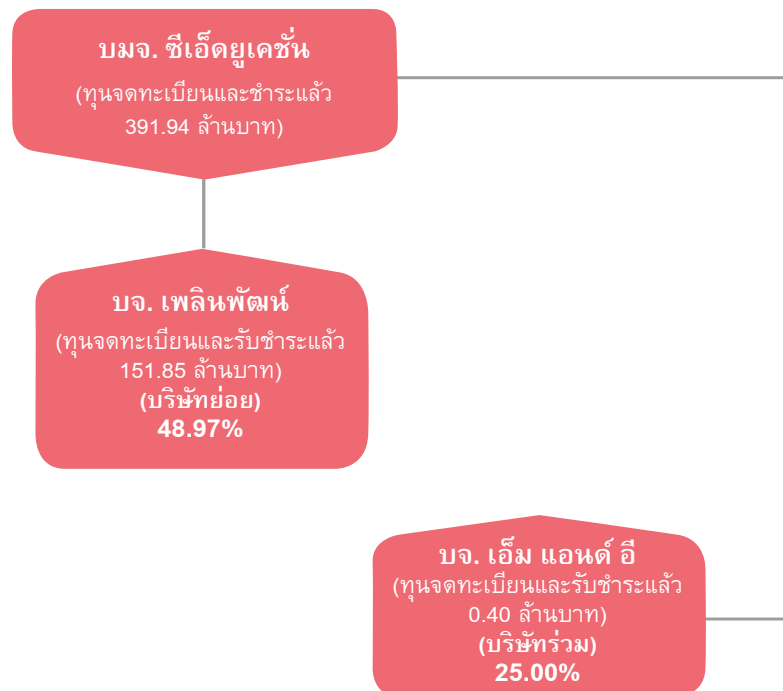 บมจ. ซีเอ็ดยูเคชั่น
(ทุนจดทะเบียนและชำระแล้ว
391.94 ล้านบาท)
บจ. เพลินพัฒน์
(ทุนจดทะเบียนและรับชำระแล้ว
151.85 ล้านบาท)
(บริษัทย่อย)
48.97%
บจ. เอ็ม แอนด์ อี
(ทุนจดทะเบียนและรับชำระแล้ว
0.40 ล้านบาท)
(บริษัทร่วม)
25.00%